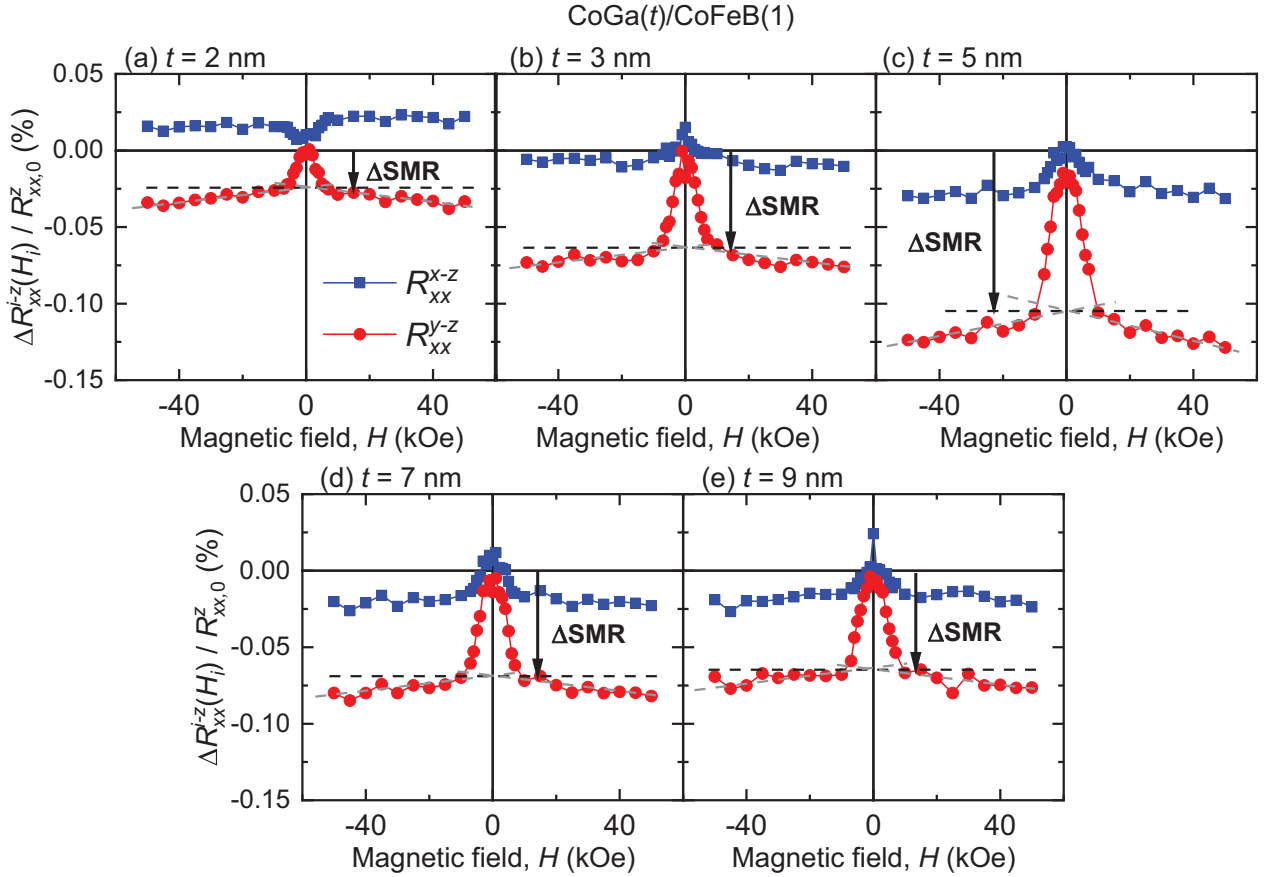 CoGa(t)/CoFeB(1)
(a) t = 2 nm
(b) t = 3 nm
(c) t = 5 nm
0.05
0.00
-0.05
-0.10
-0.15
ΔR_xx^{i-z}(H_i) / R_{xx,0}^z (%)
ΔSMR
ΔSMR
ΔSMR
R_xx^{x-z}
R_xx^{y-z}
-40 0 40
-40 0 40
-40 0 40
Magnetic field, H (kOe)
Magnetic field, H (kOe)
Magnetic field, H (kOe)
(d) t = 7 nm
(e) t = 9 nm
0.05
0.00
-0.05
-0.10
-0.15
ΔR_xx^{i-z}(H_i) / R_{xx,0}^z (%)
ΔSMR
ΔSMR
-40 0 40
-40 0 40
Magnetic field, H (kOe)
Magnetic field, H (kOe)